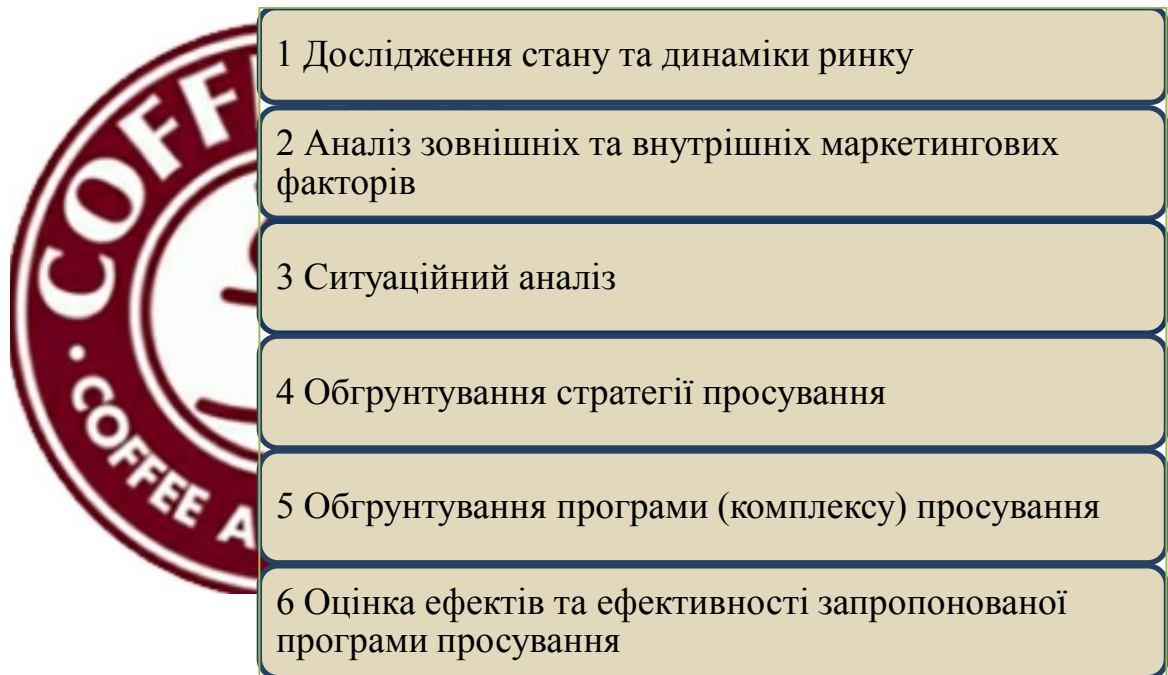 1 Дослідження стану та динаміки ринку
2 Аналіз зовнішніх та внутрішніх маркетингових
факторів
3 Ситуаційний аналіз
4 Обгрунтування стратегії просування
5 Обгрунтування програми (комплексу) просування
6 Оцінка ефектів та ефективності запропонованої
програми просування
COFFEE